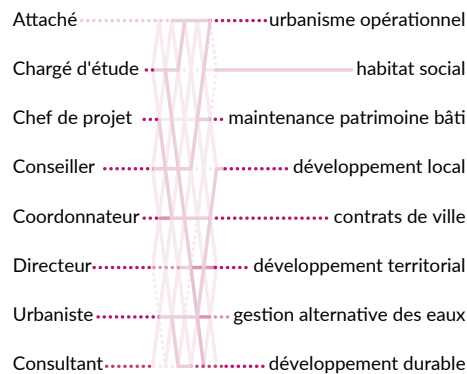 Attaché urbanisme opérationnel
Chargé d'étude habitat social
Chef de projet maintenance patrimoine bâti
Conseiller développement local
Coordonnateur contrats de ville
Directeur développement territorial
Urbaniste gestion alternative des eaux
Consultant développement durable